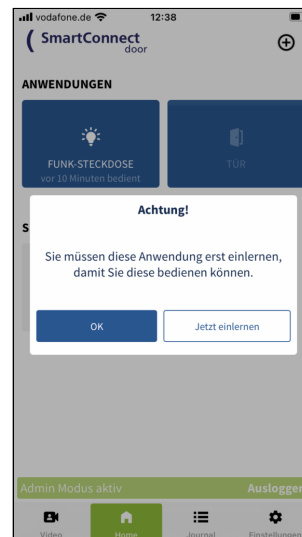 vodafone.de 12:38
SmartConnect
door
ANWENDUNGEN
FUNK-STECKDOSE
vor 10 Minuten bedient
TÜR
S
Achtung!
Sie müssen diese Anwendung erst einlernen,
damit Sie diese bedienen können.
OK
Jetzt einlernen
Admin Modus aktiv
Ausloggen
Video
Home
Journal
Einstellungen